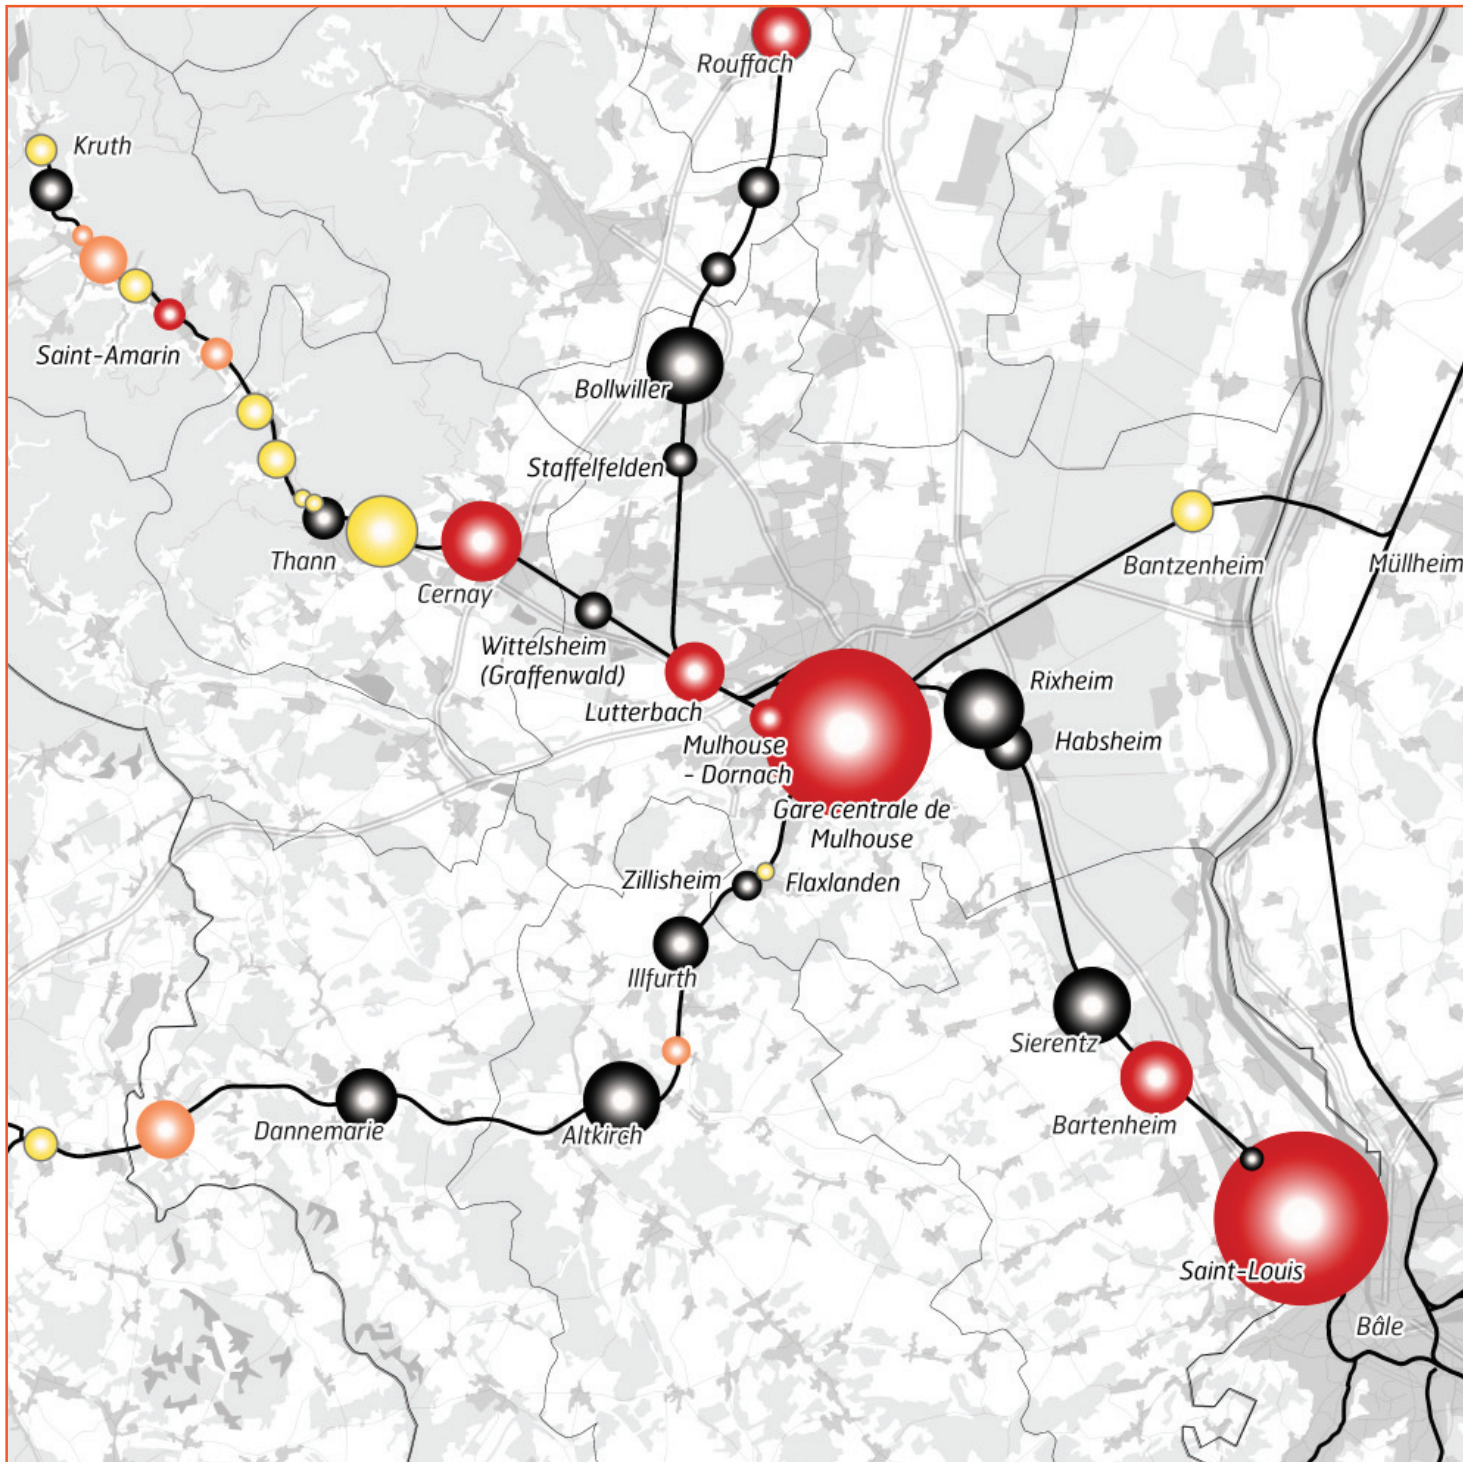 Rouffach
Kruth
Saint-Amarin
Bollwiller
Staffelfelden
Thann
Cernay
Bantzenheim
Müllheim
Wittelsheim
(Graffenwald)
Lutterbach
Rixheim
Habsheim
Mulhouse
- Dornach
Gare centrale de
Mulhouse
Zillisheim
Flaxlanden
Illfurth
Sierentz
Bartenheim
Dannemarie
Altkirch
Saint-Louis
Bâle